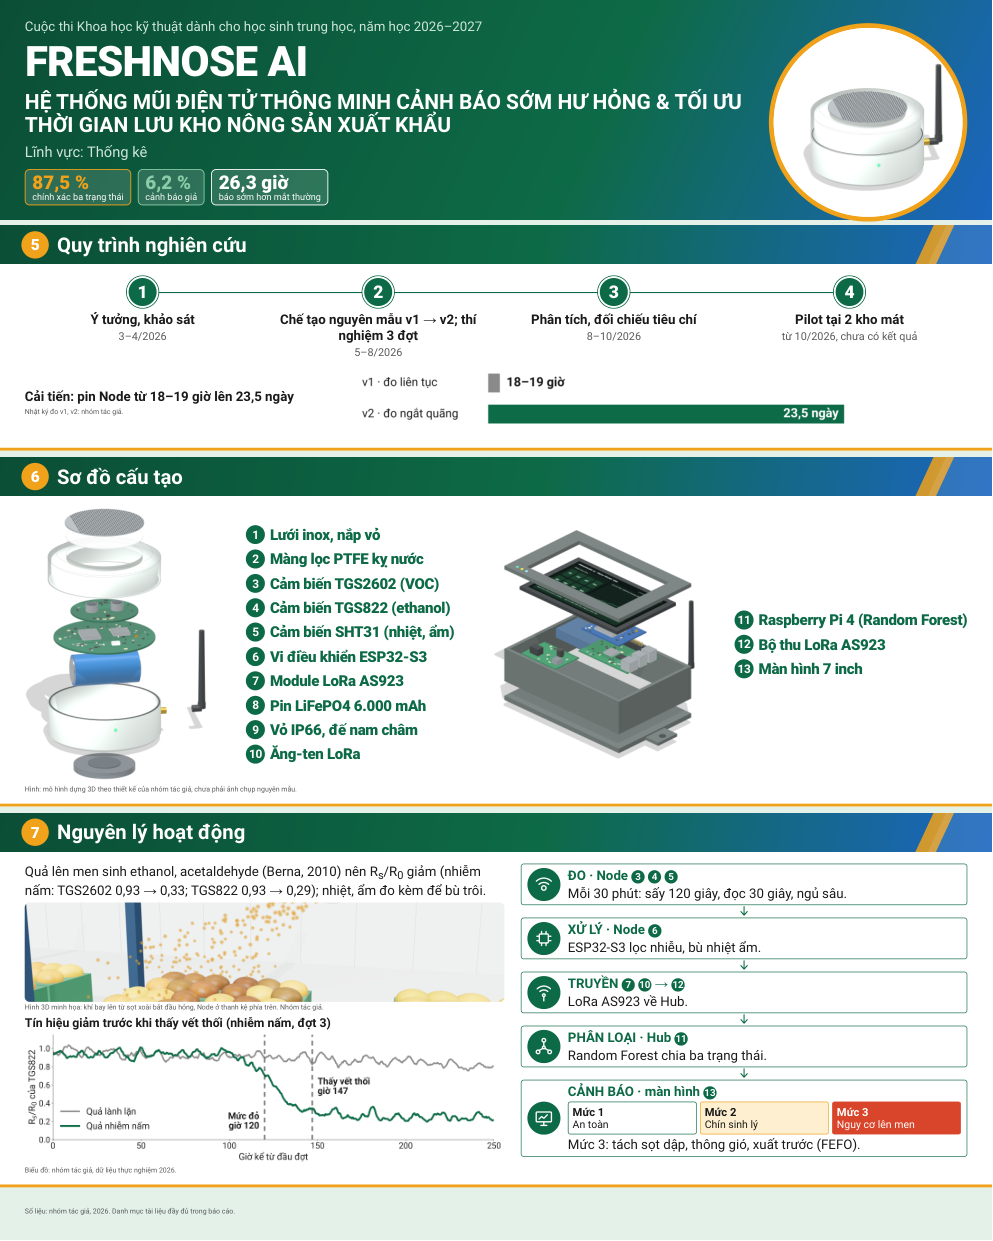 Cuộc thi Khoa học kỹ thuật dành cho học sinh trung học, năm học 2026–2027
FRESHNOSE AI
HỆ THỐNG MŨI ĐIỆN TỬ THÔNG MINH CẢNH BÁO SỚM HƯ HỎNG & TỐI ƯU
THỜI GIAN LƯU KHO NÔNG SẢN XUẤT KHẨU
Lĩnh vực: Thống kê
87,5 %
chính xác ba trạng thái
6,2 %
cảnh báo giả
26,3 giờ
báo sớm hơn mắt thường
5 Quy trình nghiên cứu
1
Ý tưởng, khảo sát
3–4/2026
2
Chế tạo nguyên mẫu v1 → v2; thí
nghiệm 3 đợt
5–8/2026
3
Phân tích, đối chiếu tiêu chí
8–10/2026
4
Pilot tại 2 kho mát
từ 10/2026, chưa có kết quả
Cải tiến: pin Node từ 18–19 giờ lên 23,5 ngày
Nhật ký đo v1, v2: nhóm tác giả.
v1 · đo liên tục
18–19 giờ
v2 · đo ngắt quãng
23,5 ngày
6 Sơ đồ cấu tạo
1 Lưới inox, nắp vỏ
2 Màng lọc PTFE kỵ nước
3 Cảm biến TGS2602 (VOC)
4 Cảm biến TGS822 (ethanol)
5 Cảm biến SHT31 (nhiệt, ẩm)
6 Vi điều khiển ESP32-S3
7 Module LoRa AS923
8 Pin LiFePO4 6.000 mAh
9 Vỏ IP66, đế nam châm
10 Ăng-ten LoRa
11 Raspberry Pi 4 (Random Forest)
12 Bộ thu LoRa AS923
13 Màn hình 7 inch
Hình: mô hình dựng 3D theo thiết kế của nhóm tác giả, chưa phải ảnh chụp nguyên mẫu.
7 Nguyên lý hoạt động
Quả lên men sinh ethanol, acetaldehyde (Berna, 2010) nên Rs/R0 giảm (nhiễm
nấm: TGS2602 0,93 → 0,33; TGS822 0,93 → 0,29); nhiệt, ẩm đo kèm để bù trôi.
Hình 3D minh họa: khí bay lên từ sọt xoài bắt đầu hỏng, Node ở thanh kệ phía trên. Nhóm tác giả.
Tín hiệu giảm trước khi thấy vết thối (nhiễm nấm, đợt 3)
Rs/R0 của TGS822
1.0
0.8
0.6
0.4
0.2
0.0
Quả lành lặn
Quả nhiễm nấm
Mức đỏ
giờ 120
Thấy vết thối
giờ 147
0 50 100 150 200 250
Giờ kể từ đầu đợt
Biểu đồ: nhóm tác giả, dữ liệu thực nghiệm 2026.
ĐO · Node 3 4 5
Mỗi 30 phút: sấy 120 giây, đọc 30 giây, ngủ sâu.
XỬ LÝ · Node 6
ESP32-S3 lọc nhiễu, bù nhiệt ẩm.
TRUYỀN 7 10 → 12
LoRa AS923 về Hub.
PHÂN LOẠI · Hub 11
Random Forest chia ba trạng thái.
CẢNH BÁO · màn hình 13
Mức 1
An toàn
Mức 2
Chín sinh lý
Mức 3
Nguy cơ lên men
Mức 3: tách sọt dập, thông gió, xuất trước (FEFO).
Số liệu: nhóm tác giả, 2026. Danh mục tài liệu đầy đủ trong báo cáo.